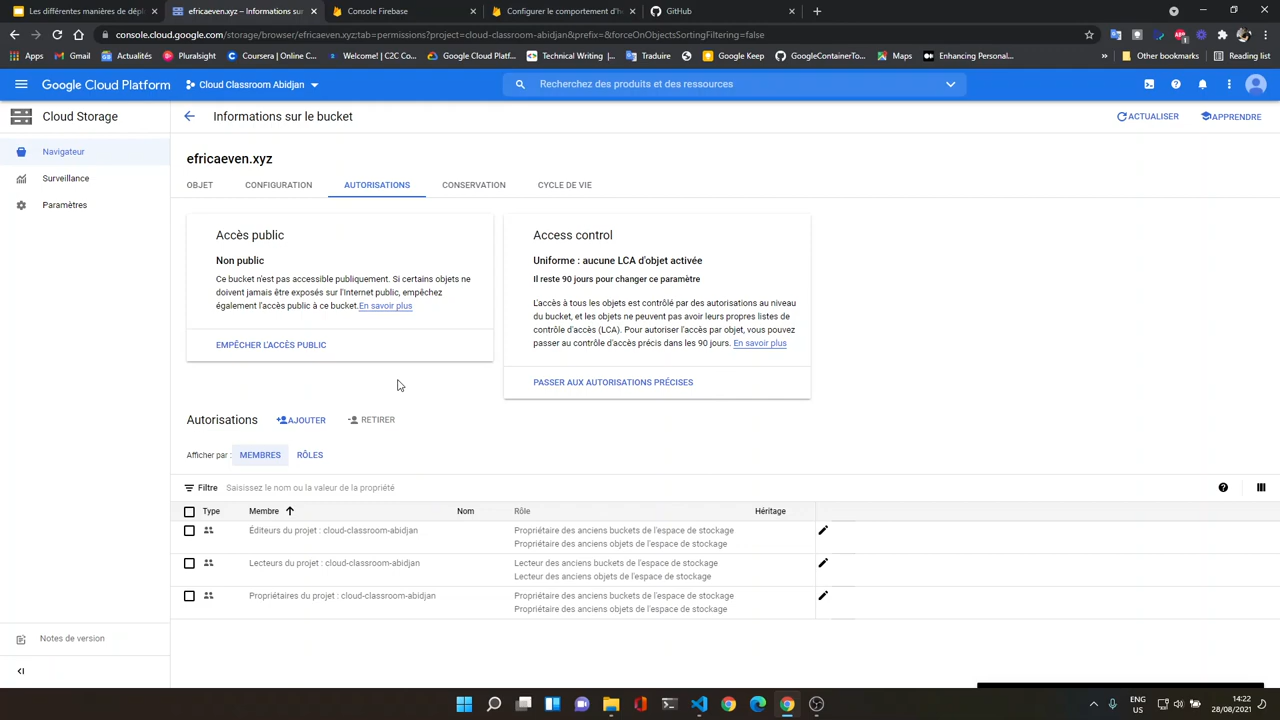 Les différentes manières de dépl
efricaeven.xyz – Informations sur
Console Firebase
Configurer le comportement d'h
GitHub
console.cloud.google.com/storage/browser/efricaeven.xyz;tab=permissions?project=cloud-classroom-abidjan&prefix=&forceOnObjectsSortingFiltering=false
Apps
Gmail
Actualités
Pluralsight
Coursera | Online C...
Welcome! | C2C Co...
Google Cloud Platf...
Technical Writing |...
Traduire
S
Google Keep
GoogleContainerTo...
Maps
Enhancing Personal...
Other bookmarks
Reading list
Google Cloud Platform
Cloud Classroom Abidjan
Recherchez des produits et des ressources
Cloud Storage
Informations sur le bucket
ACTUALISER
APPRENDRE
Navigateur
Surveillance
Paramètres
efricaeven.xyz
OBJET
CONFIGURATION
AUTORISATIONS
CONSERVATION
CYCLE DE VIE
Accès public
Non public
Ce bucket n'est pas accessible publiquement. Si certains objets ne
doivent jamais être exposés sur l'Internet public, empêchez
également l'accès public à ce bucket.En savoir plus
EMPÊCHER L'ACCÈS PUBLIC
Access control
Uniforme : aucune LCA d'objet activée
Il reste 90 jours pour changer ce paramètre
L'accès à tous les objets est contrôlé par des autorisations au niveau
du bucket, et les objets ne peuvent pas avoir leurs propres listes de
contrôle d'accès (LCA). Pour autoriser l'accès par objet, vous pouvez
passer au contrôle d'accès précis dans les 90 jours. En savoir plus
PASSER AUX AUTORISATIONS PRÉCISES
Autorisations
AJOUTER
RETIRER
Afficher par :
MEMBRES
RÔLES
Filtre
Saisissez le nom ou la valeur de la propriété
Type
Membre
Nom
Rôle
Héritage
Éditeurs du projet : cloud-classroom-abidjan
Propriétaire des anciens buckets de l'espace de stockage
Propriétaire des anciens objets de l'espace de stockage
Lecteurs du projet : cloud-classroom-abidjan
Lecteur des anciens buckets de l'espace de stockage
Lecteur des anciens objets de l'espace de stockage
Propriétaires du projet : cloud-classroom-abidjan
Propriétaire des anciens buckets de l'espace de stockage
Propriétaire des anciens objets de l'espace de stockage
Notes de version
ENG
US
14:22
28/08/2021